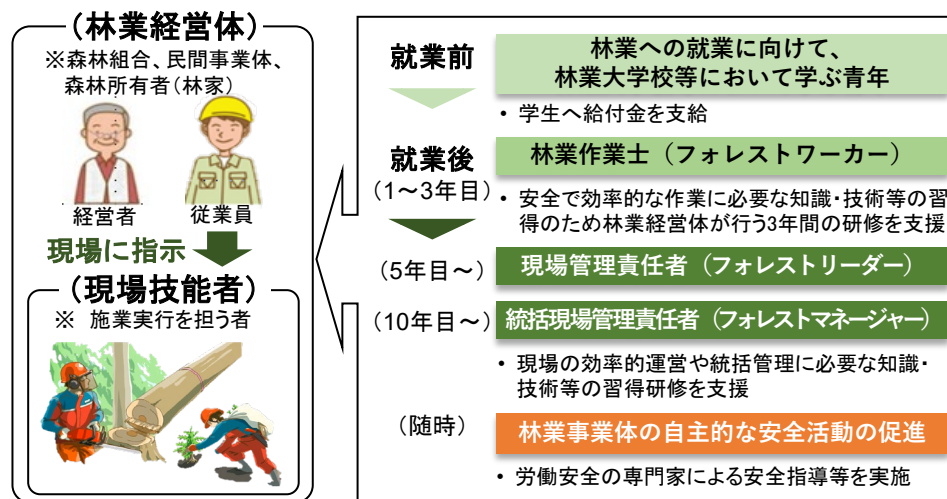 (林業経営体)
※森林組合、民間事業体、
森林所有者(林家)
経営者
従業員
現場に指示
(現場技能者)
※ 施業実行を担う者
就業前
林業への就業に向けて、
林業大学校等において学ぶ青年
・学生へ給付金を支給
就業後
(1～3年目)
林業作業士（フォレストワーカー）
・安全で効率的な作業に必要な知識・技術等の習
得のため林業経営体が行う3年間の研修を支援
(5年目～)
現場管理責任者（フォレストリーダー）
(10年目～)
統括現場管理責任者（フォレストマネージャー）
・現場の効率的運営や統括管理に必要な知識・
技術等の習得研修を支援
(随時)
林業事業体の自主的な安全活動の促進
・労働安全の専門家による安全指導等を実施